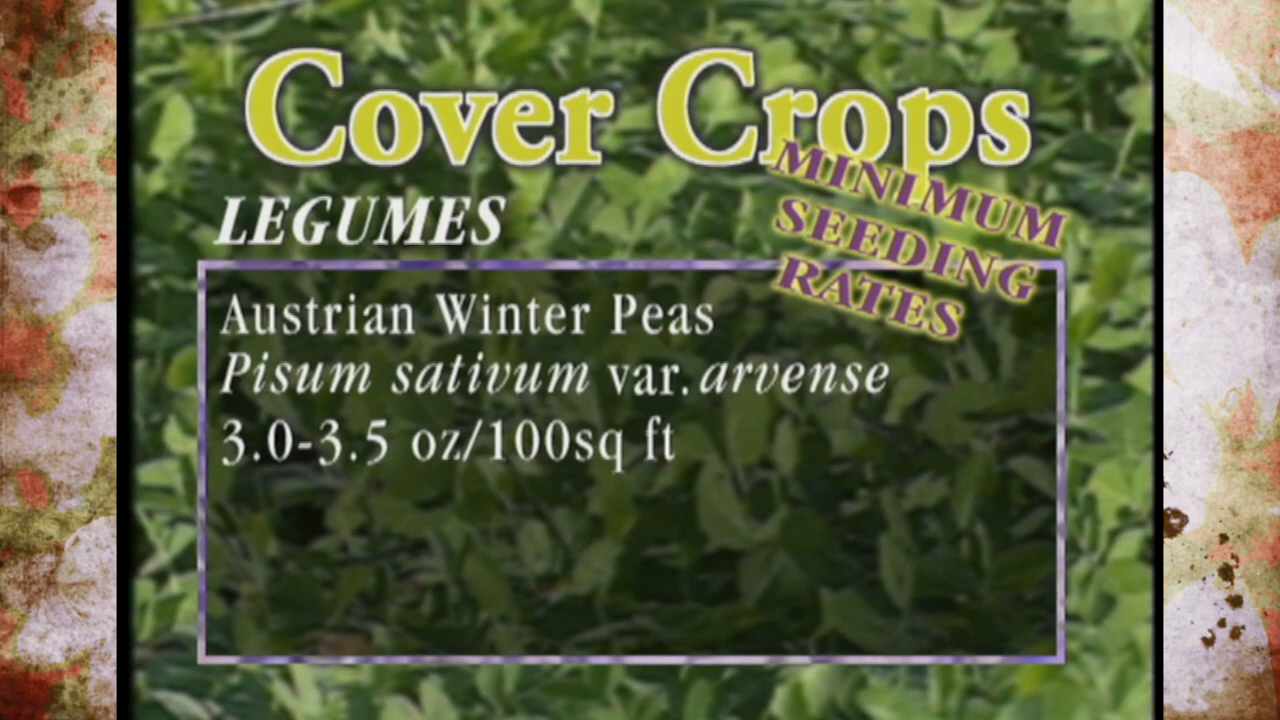 Cover Crops
MINIMUM
SEEDING
RATES
LEGUMES
Austrian Winter Peas
Pisum sativum var. arvense
3.0-3.5 oz/100sq ft